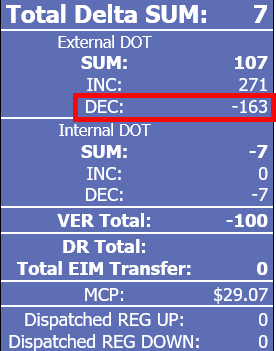 Total Delta SUM: 7
External DOT
SUM: 107
INC: 271
DEC: -163
Internal DOT
SUM: -7
INC: 0
DEC: -7
VER Total: -100
DR Total:
Total EIM Transfer: 0
MCP: $29.07
Dispatched REG UP: 0
Dispatched REG DOWN: 0